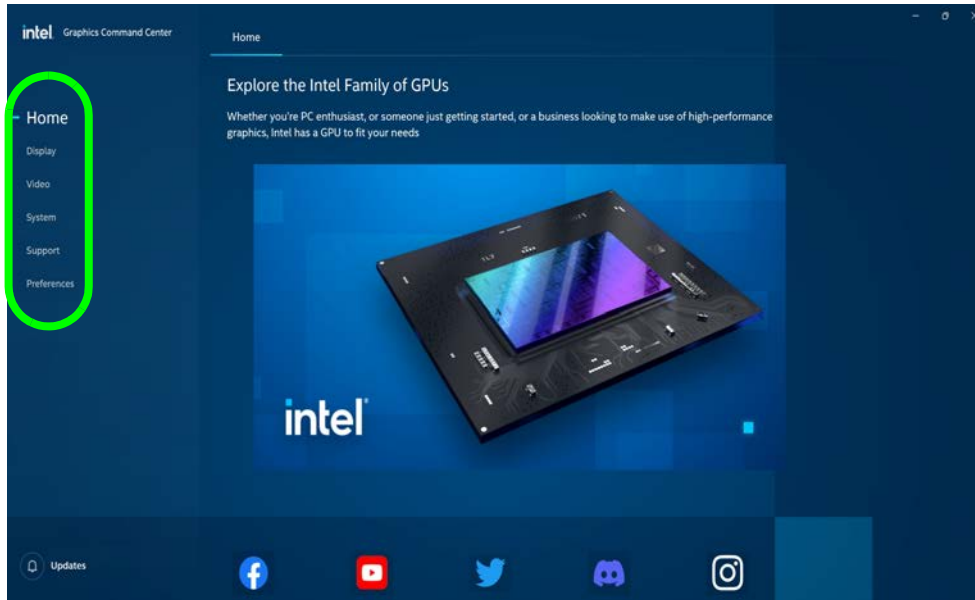 intel. Graphics Command Center
Home
Home
Display
Video
System
Support
Preferences
Explore the Intel Family of GPUs
Whether you're PC enthusiast, or someone just getting started, or a business looking to make use of high-performance
graphics, Intel has a GPU to fit your needs
intel
Updates